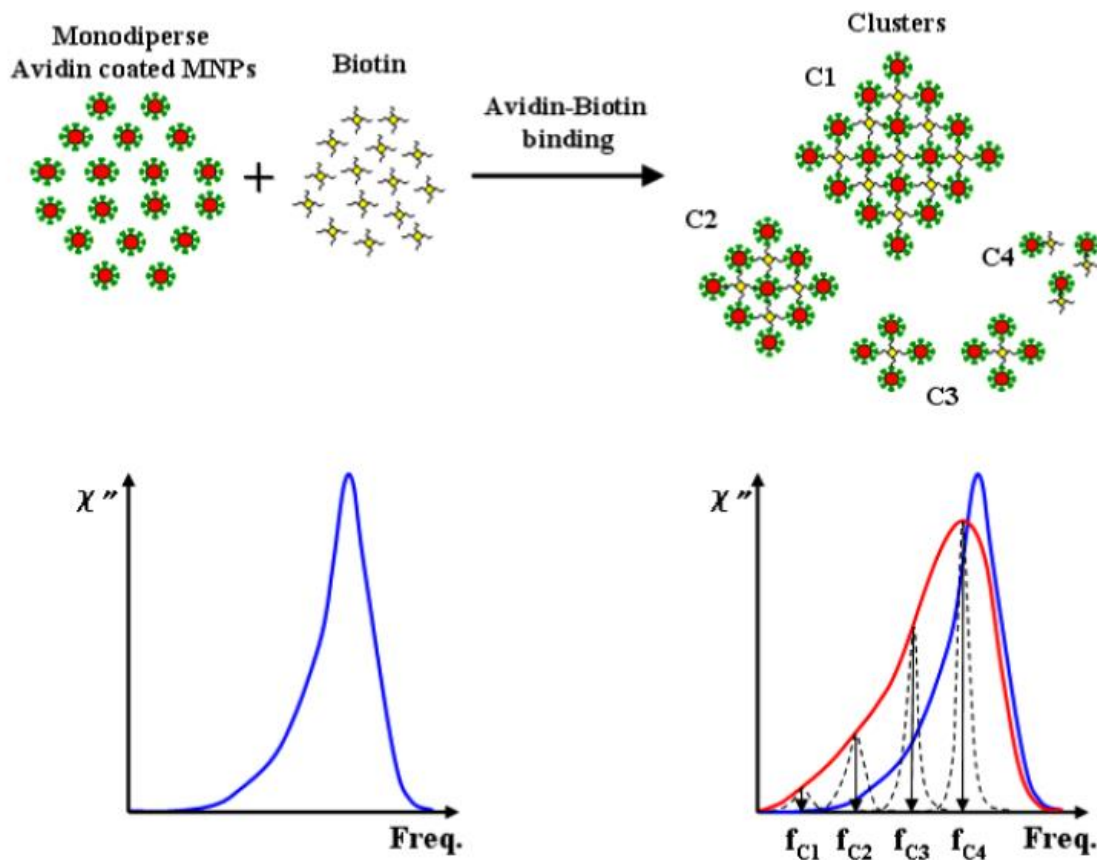 Monodiperse
Avidin coated MNPs
Biotin
Avidin-Biotin
binding
Clusters
C1
C2
C4
C3
χ″
Freq.
χ″
f_C1 f_C2 f_C3 f_C4 Freq.